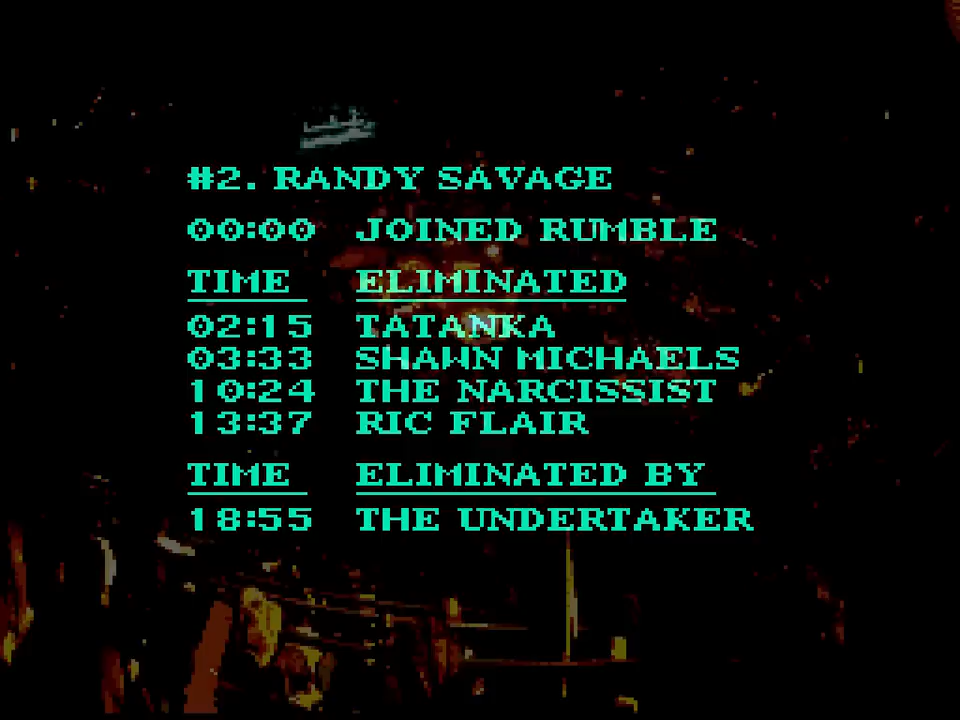 #2. RANDY SAVAGE
00:00 JOINED RUMBLE
TIME ELIMINATED
02:15 TATANKA
03:33 SHAWN MICHAELS
10:24 THE NARCISSIST
13:37 RIC FLAIR
TIME ELIMINATED BY
18:55 THE UNDERTAKER